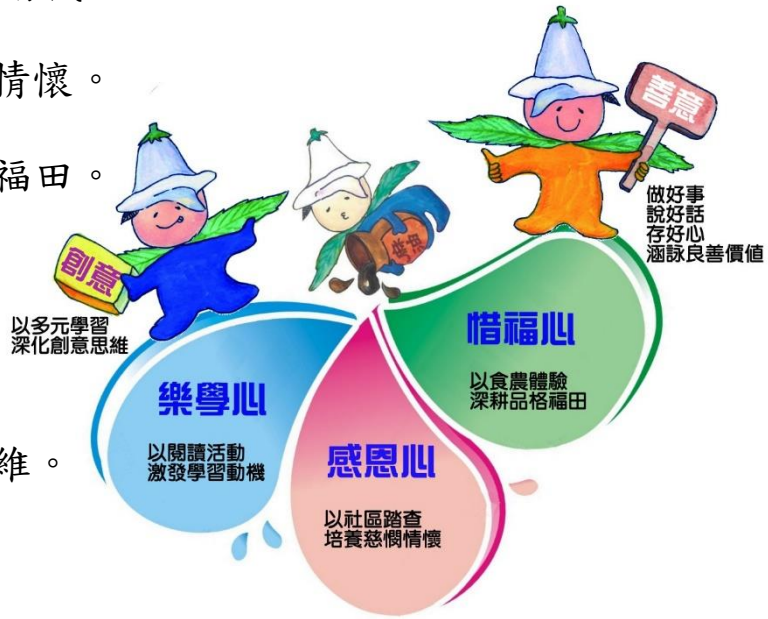 情懷。
福田。
維。
創意
以多元學習
深化創意思維
善意
做好事
說好話
存好心
涵詠良善價值
樂學心
以閱讀活動
激發學習動機
感恩心
以社區踏查
培養慈憫情懷
惜福心
以食農體驗
深耕品格福田